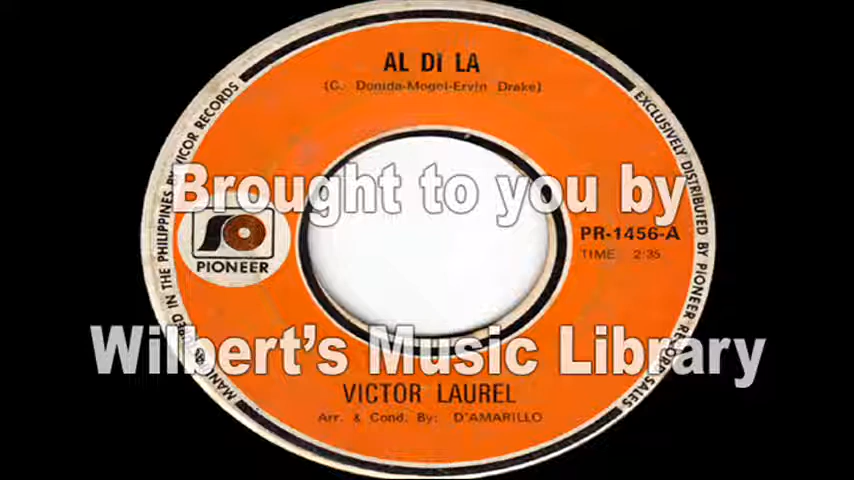 AL DI LA
(C. Donida-Mogol-Ervin Drake)
MANUFACTURED IN THE PHILIPPINES BY VICOR RECORDS
EXCLUSIVELY DISTRIBUTED BY PIONEER RECORD SALES
Brought to you by
PIONEER
PR-1456-A
TIME 2:35
Wilbert's Music Library
VICTOR LAUREL
Arr. & Cond. By: D'AMARILLO